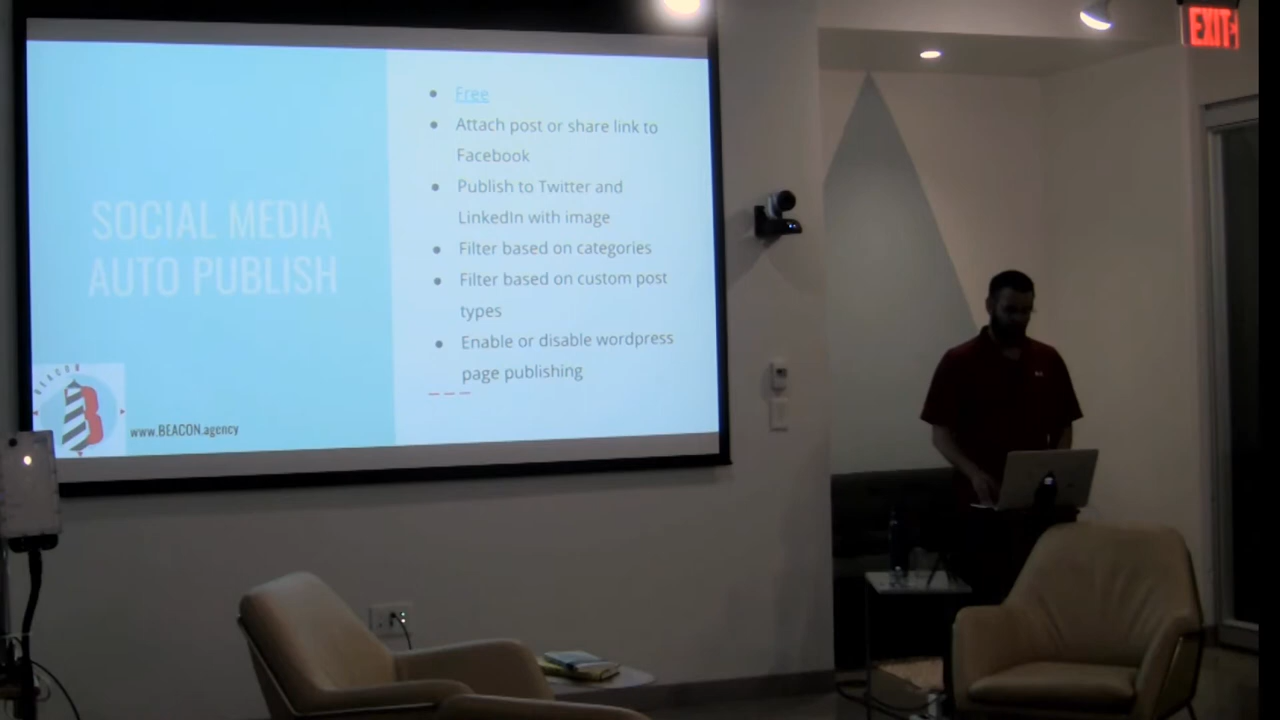 SOCIAL MEDIA
AUTO PUBLISH
● Free
● Attach post or share link to
Facebook
● Publish to Twitter and
LinkedIn with image
● Filter based on categories
● Filter based on custom post
types
● Enable or disable wordpress
page publishing
BEACON
B
www.BEACON.agency
EXIT